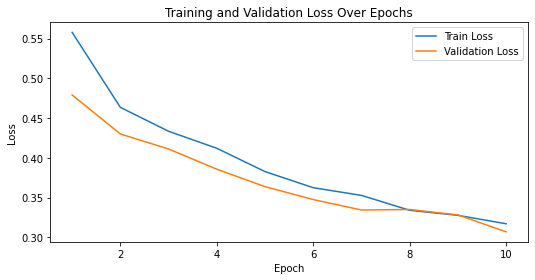 Training and Validation Loss Over Epochs
Train Loss
Validation Loss
0.55
0.50
0.45
0.40
0.35
0.30
Loss
2 4 6 8 10
Epoch